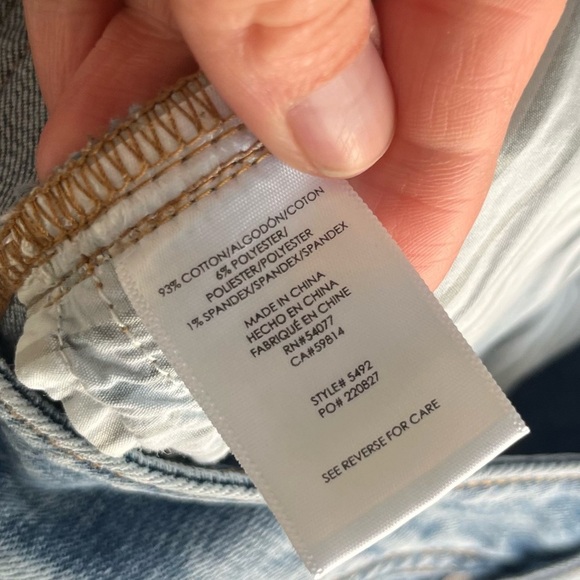 93% COTTON/ALGODÓN/COTON
6% POLYESTER/
POLIESTER/POLYESTER
1% SPANDEX/SPANDEX/SPANDEX
MADE IN CHINA
HECHO EN CHINA
FABRIQUÉ EN CHINE
RN#54077
CA#59814
STYLE# 5492
PO# 220827
SEE REVERSE FOR CARE